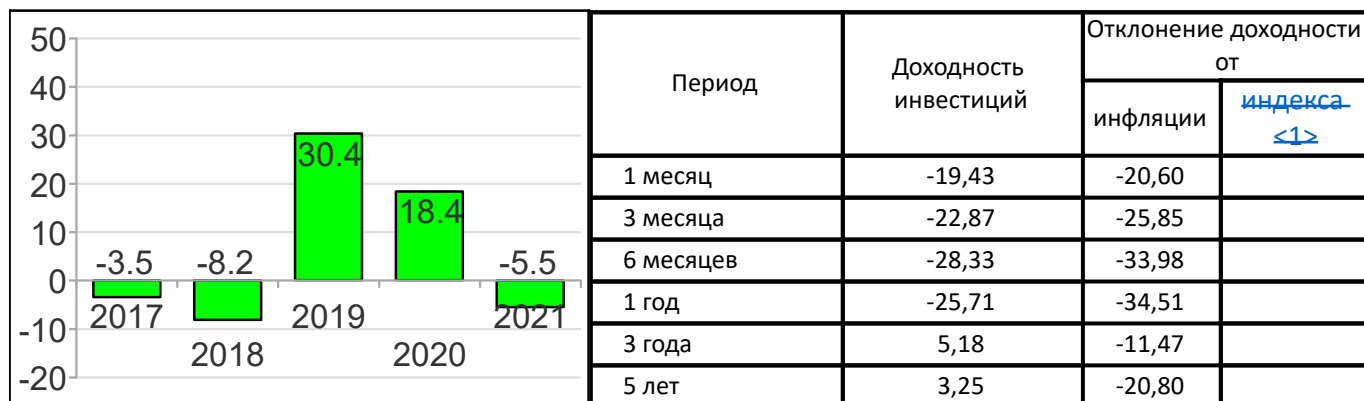 50
40
30
20
10
0
-10
-20
-3.5
-8.2
30.4
18.4
-5.5
2017
2018
2019
2020
2021
Период
Доходность
инвестиций
Отклонение доходности
от
инфляции
индекса
<1>
1 месяц -19,43 -20,60
3 месяца -22,87 -25,85
6 месяцев -28,33 -33,98
1 год -25,71 -34,51
3 года 5,18 -11,47
5 лет 3,25 -20,80